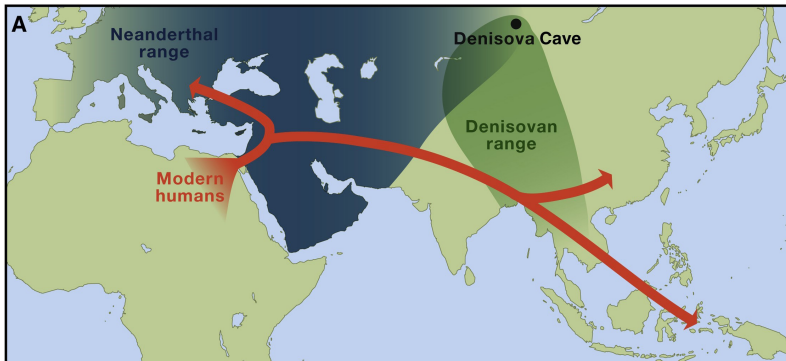 A
Neanderthal
range
Denisova Cave
Denisovan
range
Modern
humans